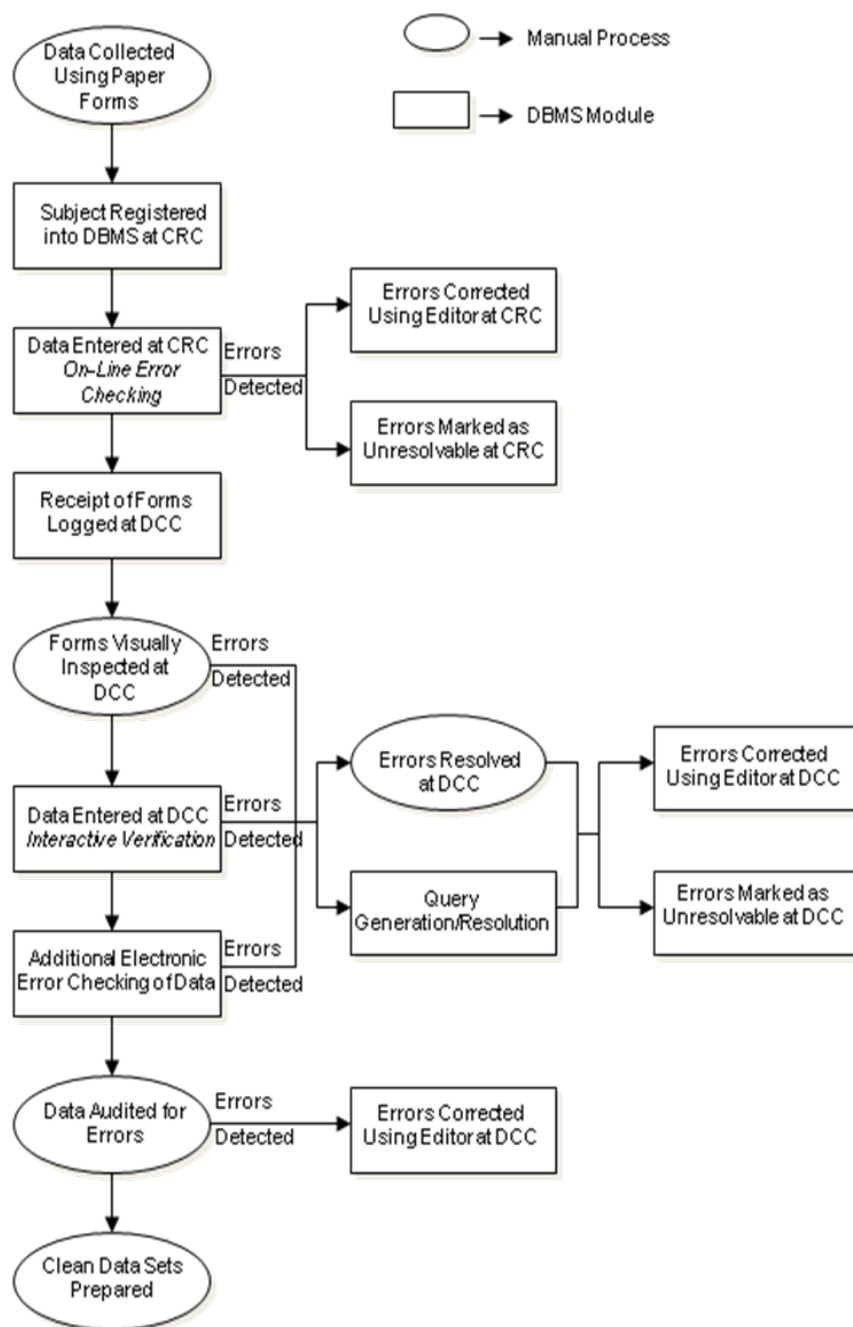 Data Collected
Using Paper
Forms
Manual Process
DBMS Module
Subject Registered
into DBMS at CRC
Data Entered at CRC
On-Line Error
Checking
Errors
Detected
Errors Corrected
Using Editor at CRC
Errors Marked as
Unresolvable at CRC
Receipt of Forms
Logged at DCC
Forms Visually
Inspected at
DCC
Errors
Detected
Data Entered at DCC
Interactive Verification
Errors
Detected
Errors Resolved
at DCC
Query
Generation/Resolution
Errors Corrected
Using Editor at DCC
Errors Marked as
Unresolvable at DCC
Additional Electronic
Error Checking of Data
Errors
Detected
Data Audited for
Errors
Errors
Detected
Errors Corrected
Using Editor at DCC
Clean Data Sets
Prepared